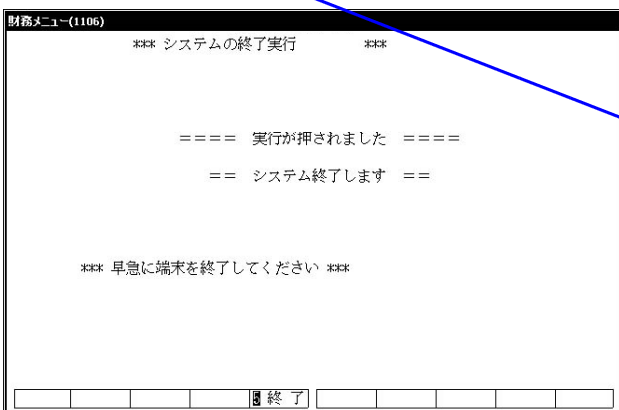 財務メニュー(1106)
*** システムの終了実行 ***
==== 実行が押されました ====
== システム終了します ==
*** 早急に端末を終了してください ***
5 終 了